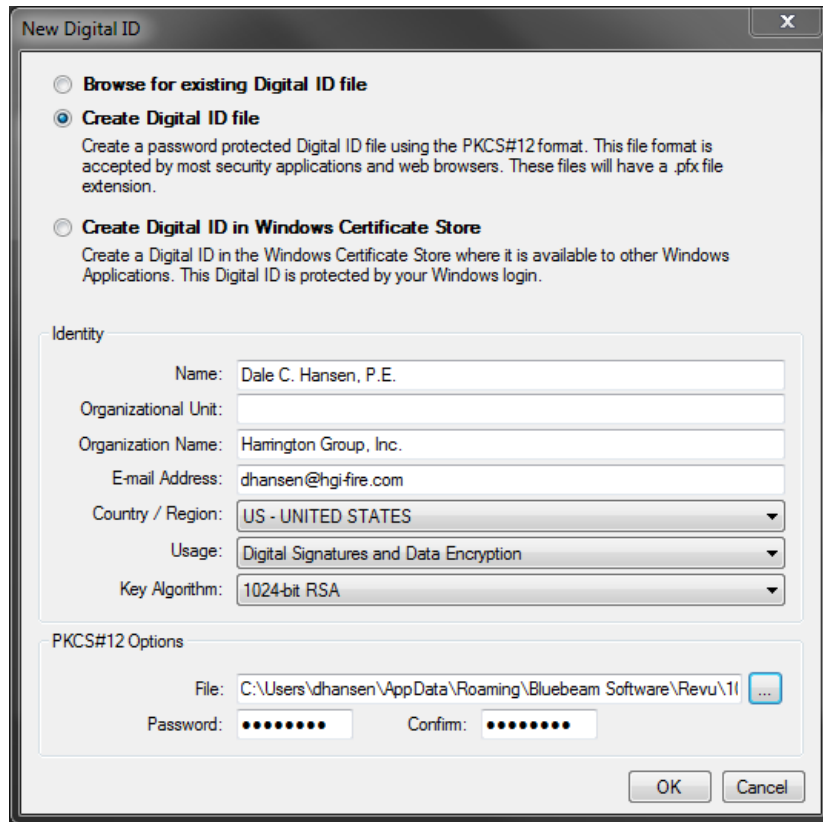 New Digital ID
x
Browse for existing Digital ID file
Create Digital ID file
Create a password protected Digital ID file using the PKCS#12 format. This file format is
accepted by most security applications and web browsers. These files will have a .pfx file
extension.
Create Digital ID in Windows Certificate Store
Create a Digital ID in the Windows Certificate Store where it is available to other Windows
Applications. This Digital ID is protected by your Windows login.
Identity
Name: Dale C. Hansen, P.E.
Organizational Unit:
Organization Name: Harrington Group, Inc.
E-mail Address: dhansen@hgi-fire.com
Country / Region: US - UNITED STATES
Usage: Digital Signatures and Data Encryption
Key Algorithm: 1024-bit RSA
PKCS#12 Options
File: C:\Users\dhansen\AppData\Roaming\Bluebeam Software\Revu\10 ...
Password: ●●●●●●●● Confirm: ●●●●●●●●
OK Cancel